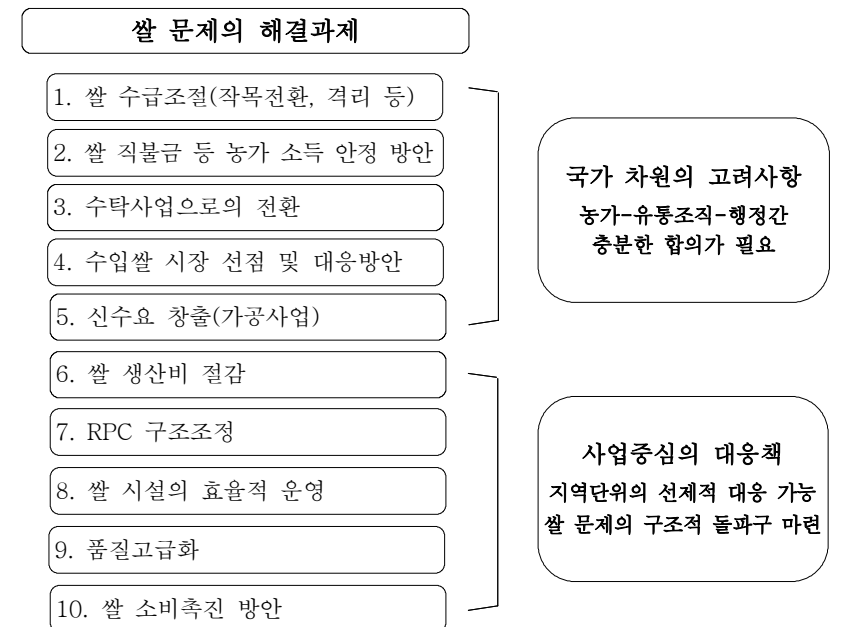 쌀 문제의 해결과제
1. 쌀 수급조절(작목전환, 격리 등)
2. 쌀 직불금 등 농가 소득 안정 방안
3. 수탁사업으로의 전환
4. 수입쌀 시장 선점 및 대응방안
5. 신수요 창출(가공사업)
국가 차원의 고려사항
농가-유통조직-행정간
충분한 합의가 필요
6. 쌀 생산비 절감
7. RPC 구조조정
8. 쌀 시설의 효율적 운영
9. 품질고급화
10. 쌀 소비촉진 방안
사업중심의 대응책
지역단위의 선제적 대응 가능
쌀 문제의 구조적 돌파구 마련